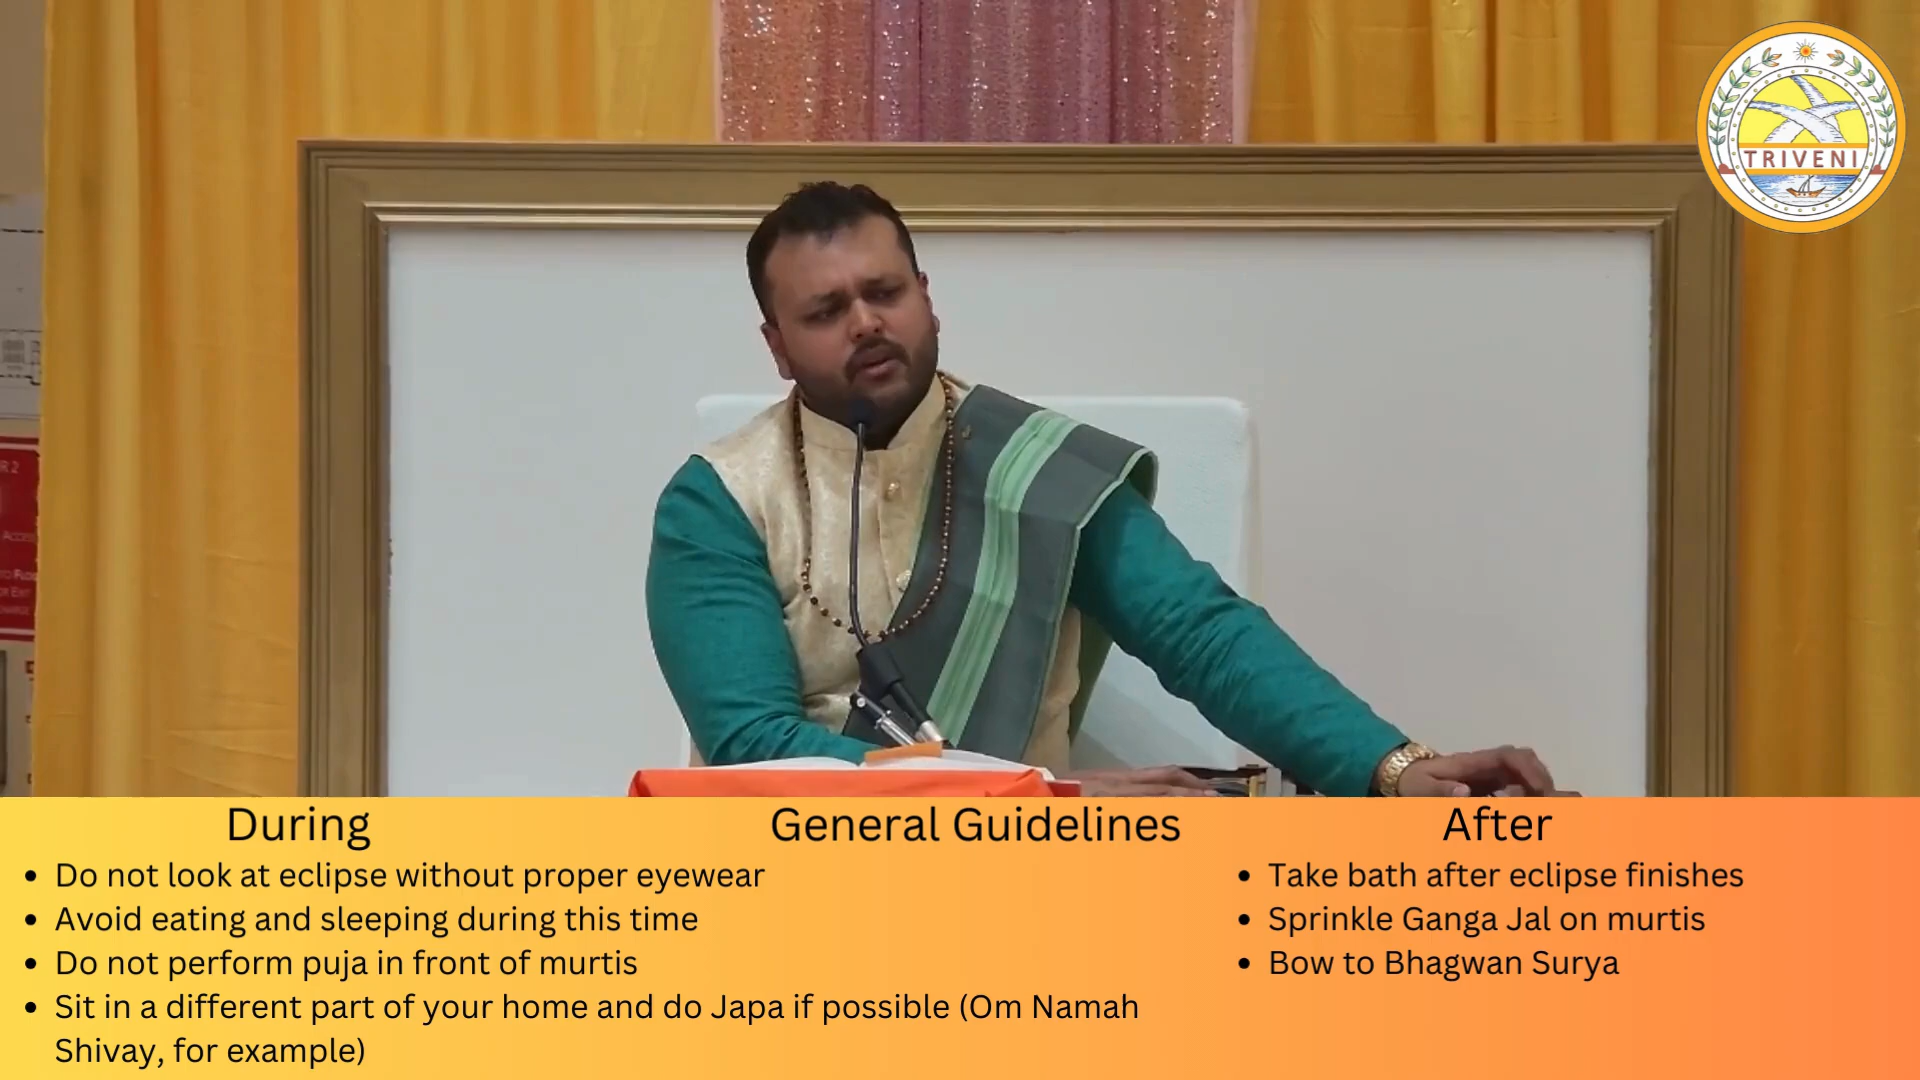 TRIVENI
R 2
During
General Guidelines
After
Do not look at eclipse without proper eyewear
Avoid eating and sleeping during this time
Do not perform puja in front of murtis
Sit in a different part of your home and do Japa if possible (Om Namah
Shivay, for example)
Take bath after eclipse finishes
Sprinkle Ganga Jal on murtis
Bow to Bhagwan Surya